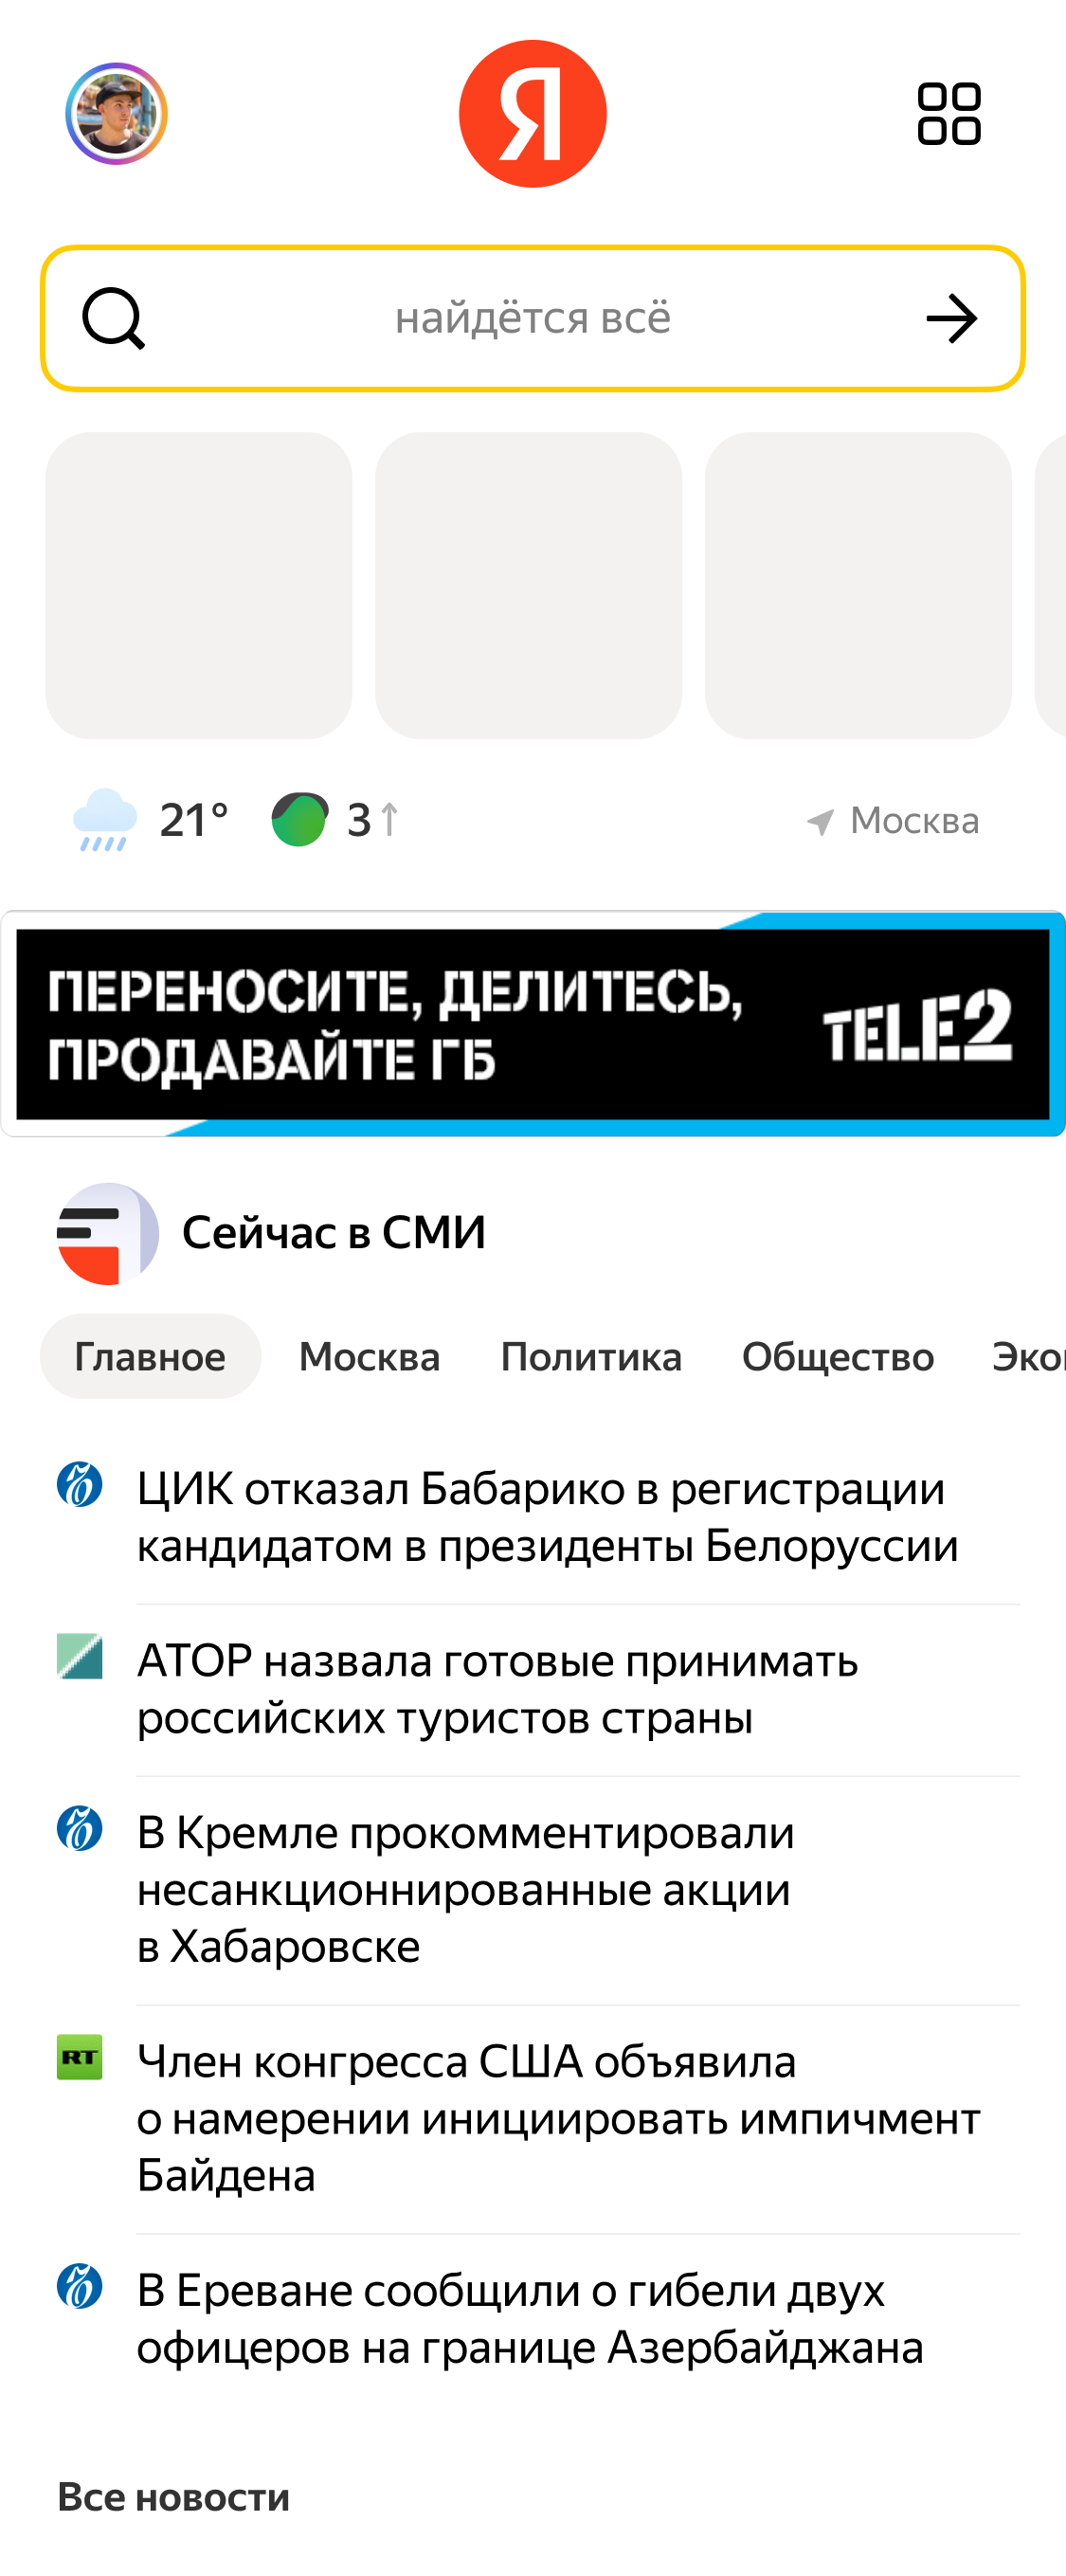 Я
найдётся всё
21° 3↑ Москва
ПЕРЕНОСИТЕ, ДЕЛИТЕСЬ,
ПРОДАВАЙТЕ ГБ
TELE2
Сейчас в СМИ
Главное Москва Политика Общество Эко
ЦИК отказал Бабарико в регистрации
кандидатом в президенты Белоруссии
АТОР назвала готовые принимать
российских туристов страны
В Кремле прокомментировали
несанкционнированные акции
в Хабаровске
RT
Член конгресса США объявила
о намерении инициировать импичмент
Байдена
В Ереване сообщили о гибели двух
офицеров на границе Азербайджана
Все новости